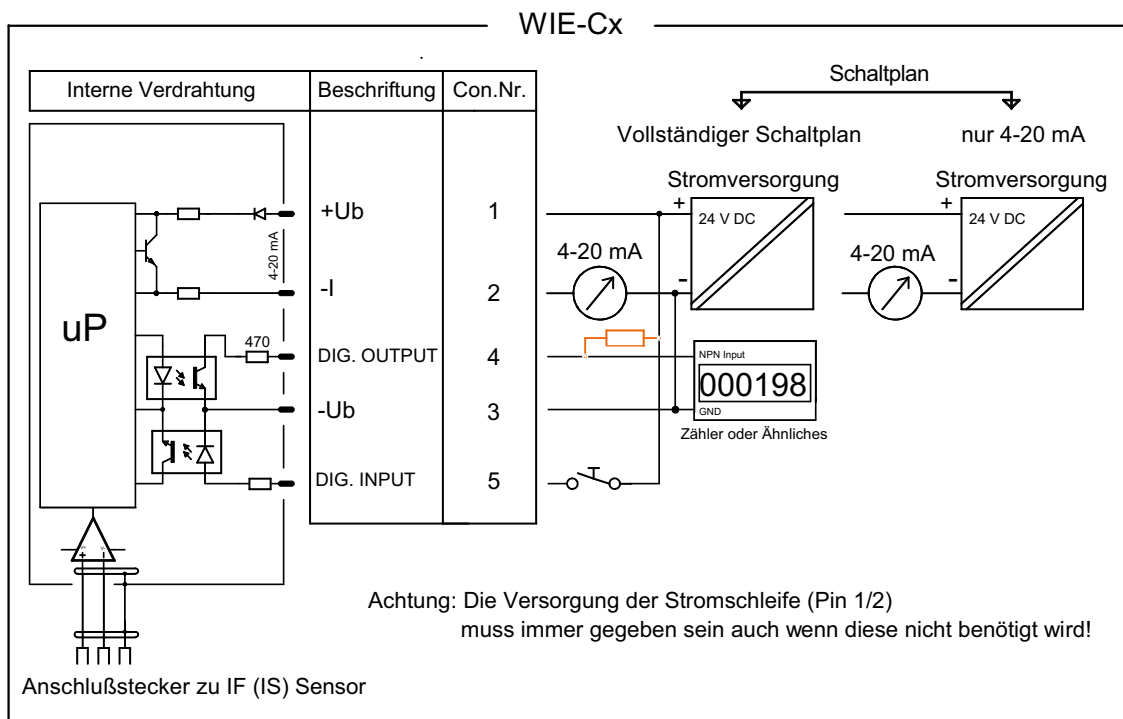 WIE-Cx
Interne Verdrahtung
Beschriftung
Con.Nr.
Schaltplan
Vollständiger Schaltplan
nur 4-20 mA
Stromversorgung
Stromversorgung
+Ub
1
+
24 V DC
+
24 V DC
4-20 mA
4-20 mA
4-20 mA
-I
2
-
-
uP
470
DIG. OUTPUT
4
NPN Input
000198
-Ub
3
GND
Zähler oder Ähnliches
DIG. INPUT
5
+
Achtung: Die Versorgung der Stromschleife (Pin 1/2)
muss immer gegeben sein auch wenn diese nicht benötigt wird!
Anschlußstecker zu IF (IS) Sensor